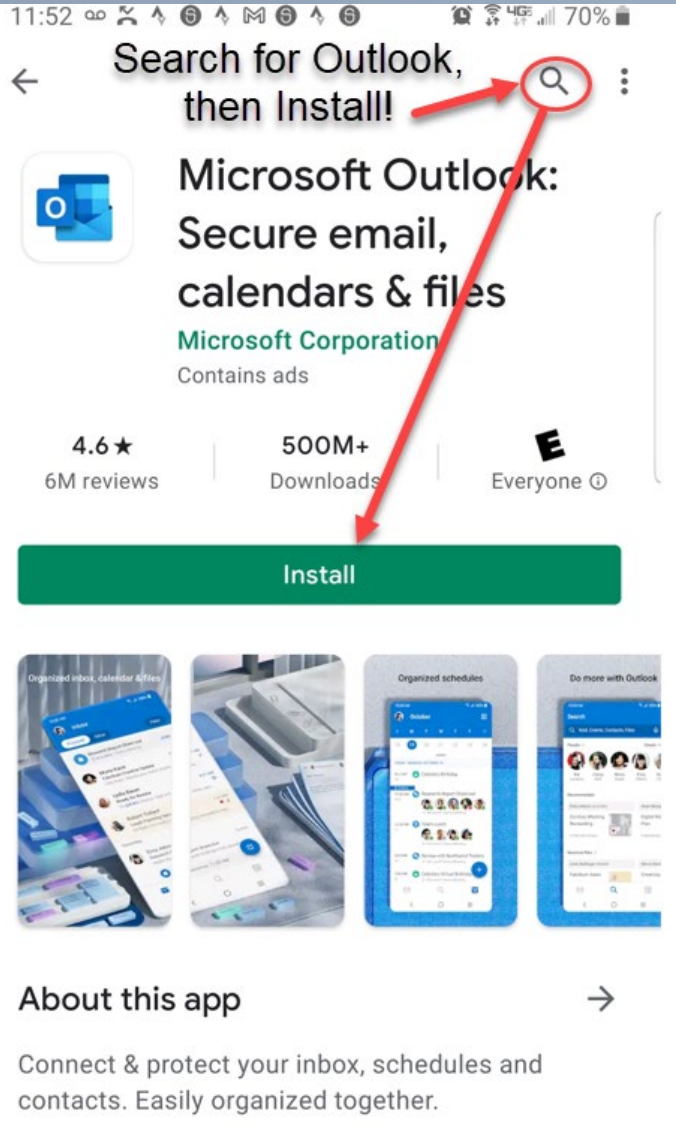 11:52
4G
70%
Search for Outlook,
then Install!
Microsoft Outlook:
Secure email,
calendars & files
Microsoft Corporation
Contains ads
4.6★
6M reviews
500M+
Downloads
E
Everyone
Install
Organized inbox, calendar & files
Inbox
Organized schedules
October
Do more with Outlook
Search
About this app
Connect & protect your inbox, schedules and
contacts. Easily organized together.